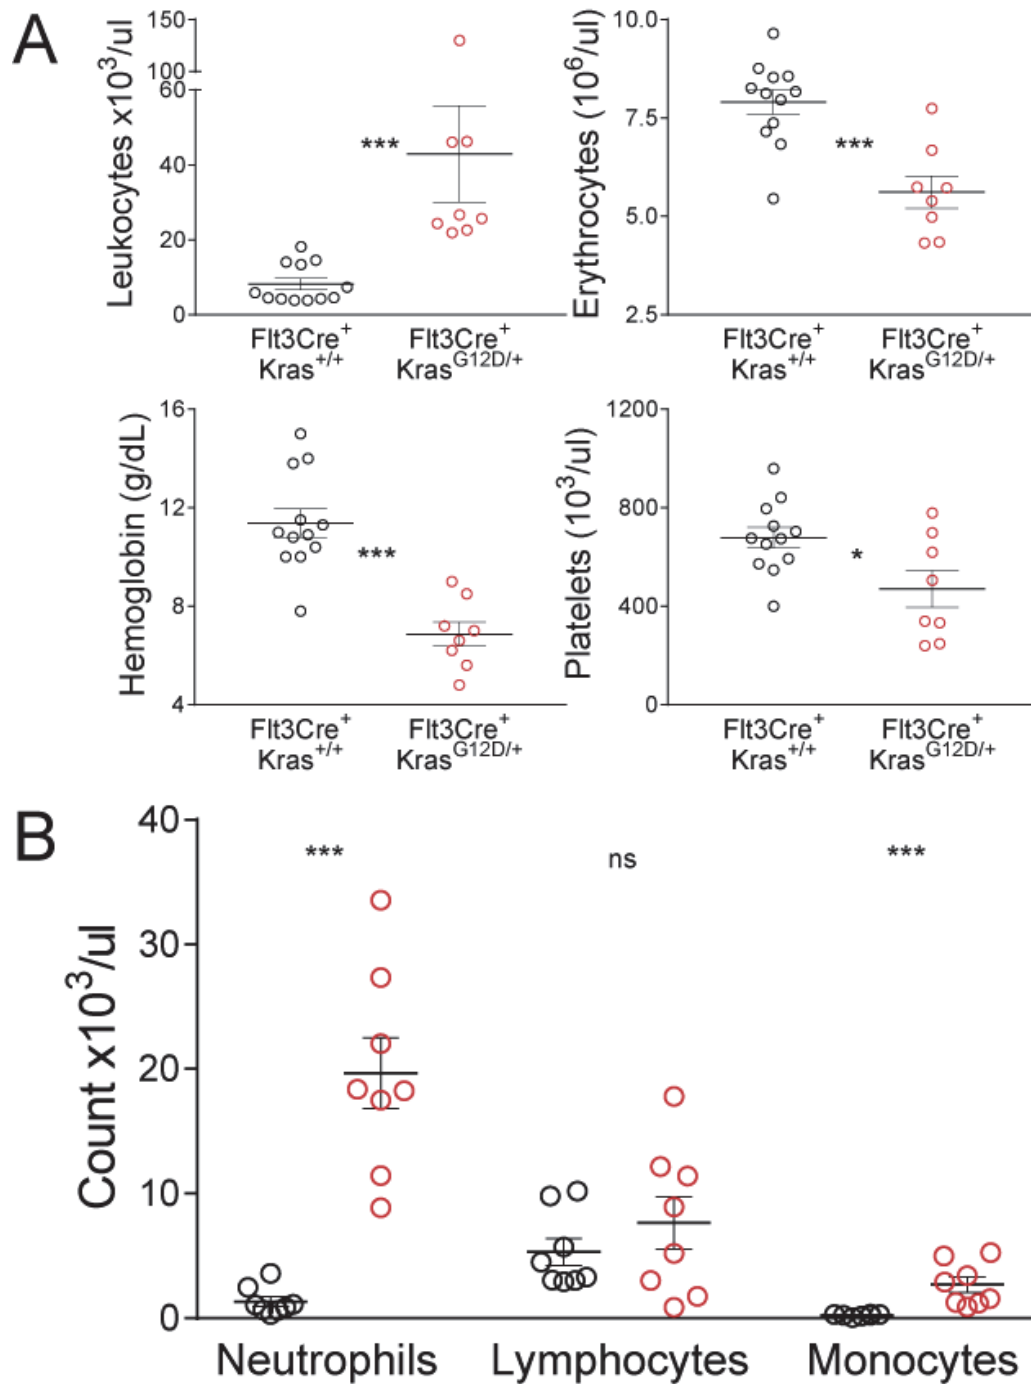 A
Leukocytes x10³/ul
150
100
60
40
20
0
***
Flt3Cre⁺
Kras⁺/⁺
Flt3Cre⁺
Kras^G12D/+
Erythrocytes (10⁶/ul)
10.0
7.5
5.0
2.5
***
Flt3Cre⁺
Kras⁺/⁺
Flt3Cre⁺
Kras^G12D/+
Hemoglobin (g/dL)
16
12
8
4
***
Flt3Cre⁺
Kras⁺/⁺
Flt3Cre⁺
Kras^G12D/+
Platelets (10³/ul)
1200
800
400
0
*
Flt3Cre⁺
Kras⁺/⁺
Flt3Cre⁺
Kras^G12D/+
B
Count x10³/ul
40
30
20
10
0
***
ns
***
Neutrophils
Lymphocytes
Monocytes